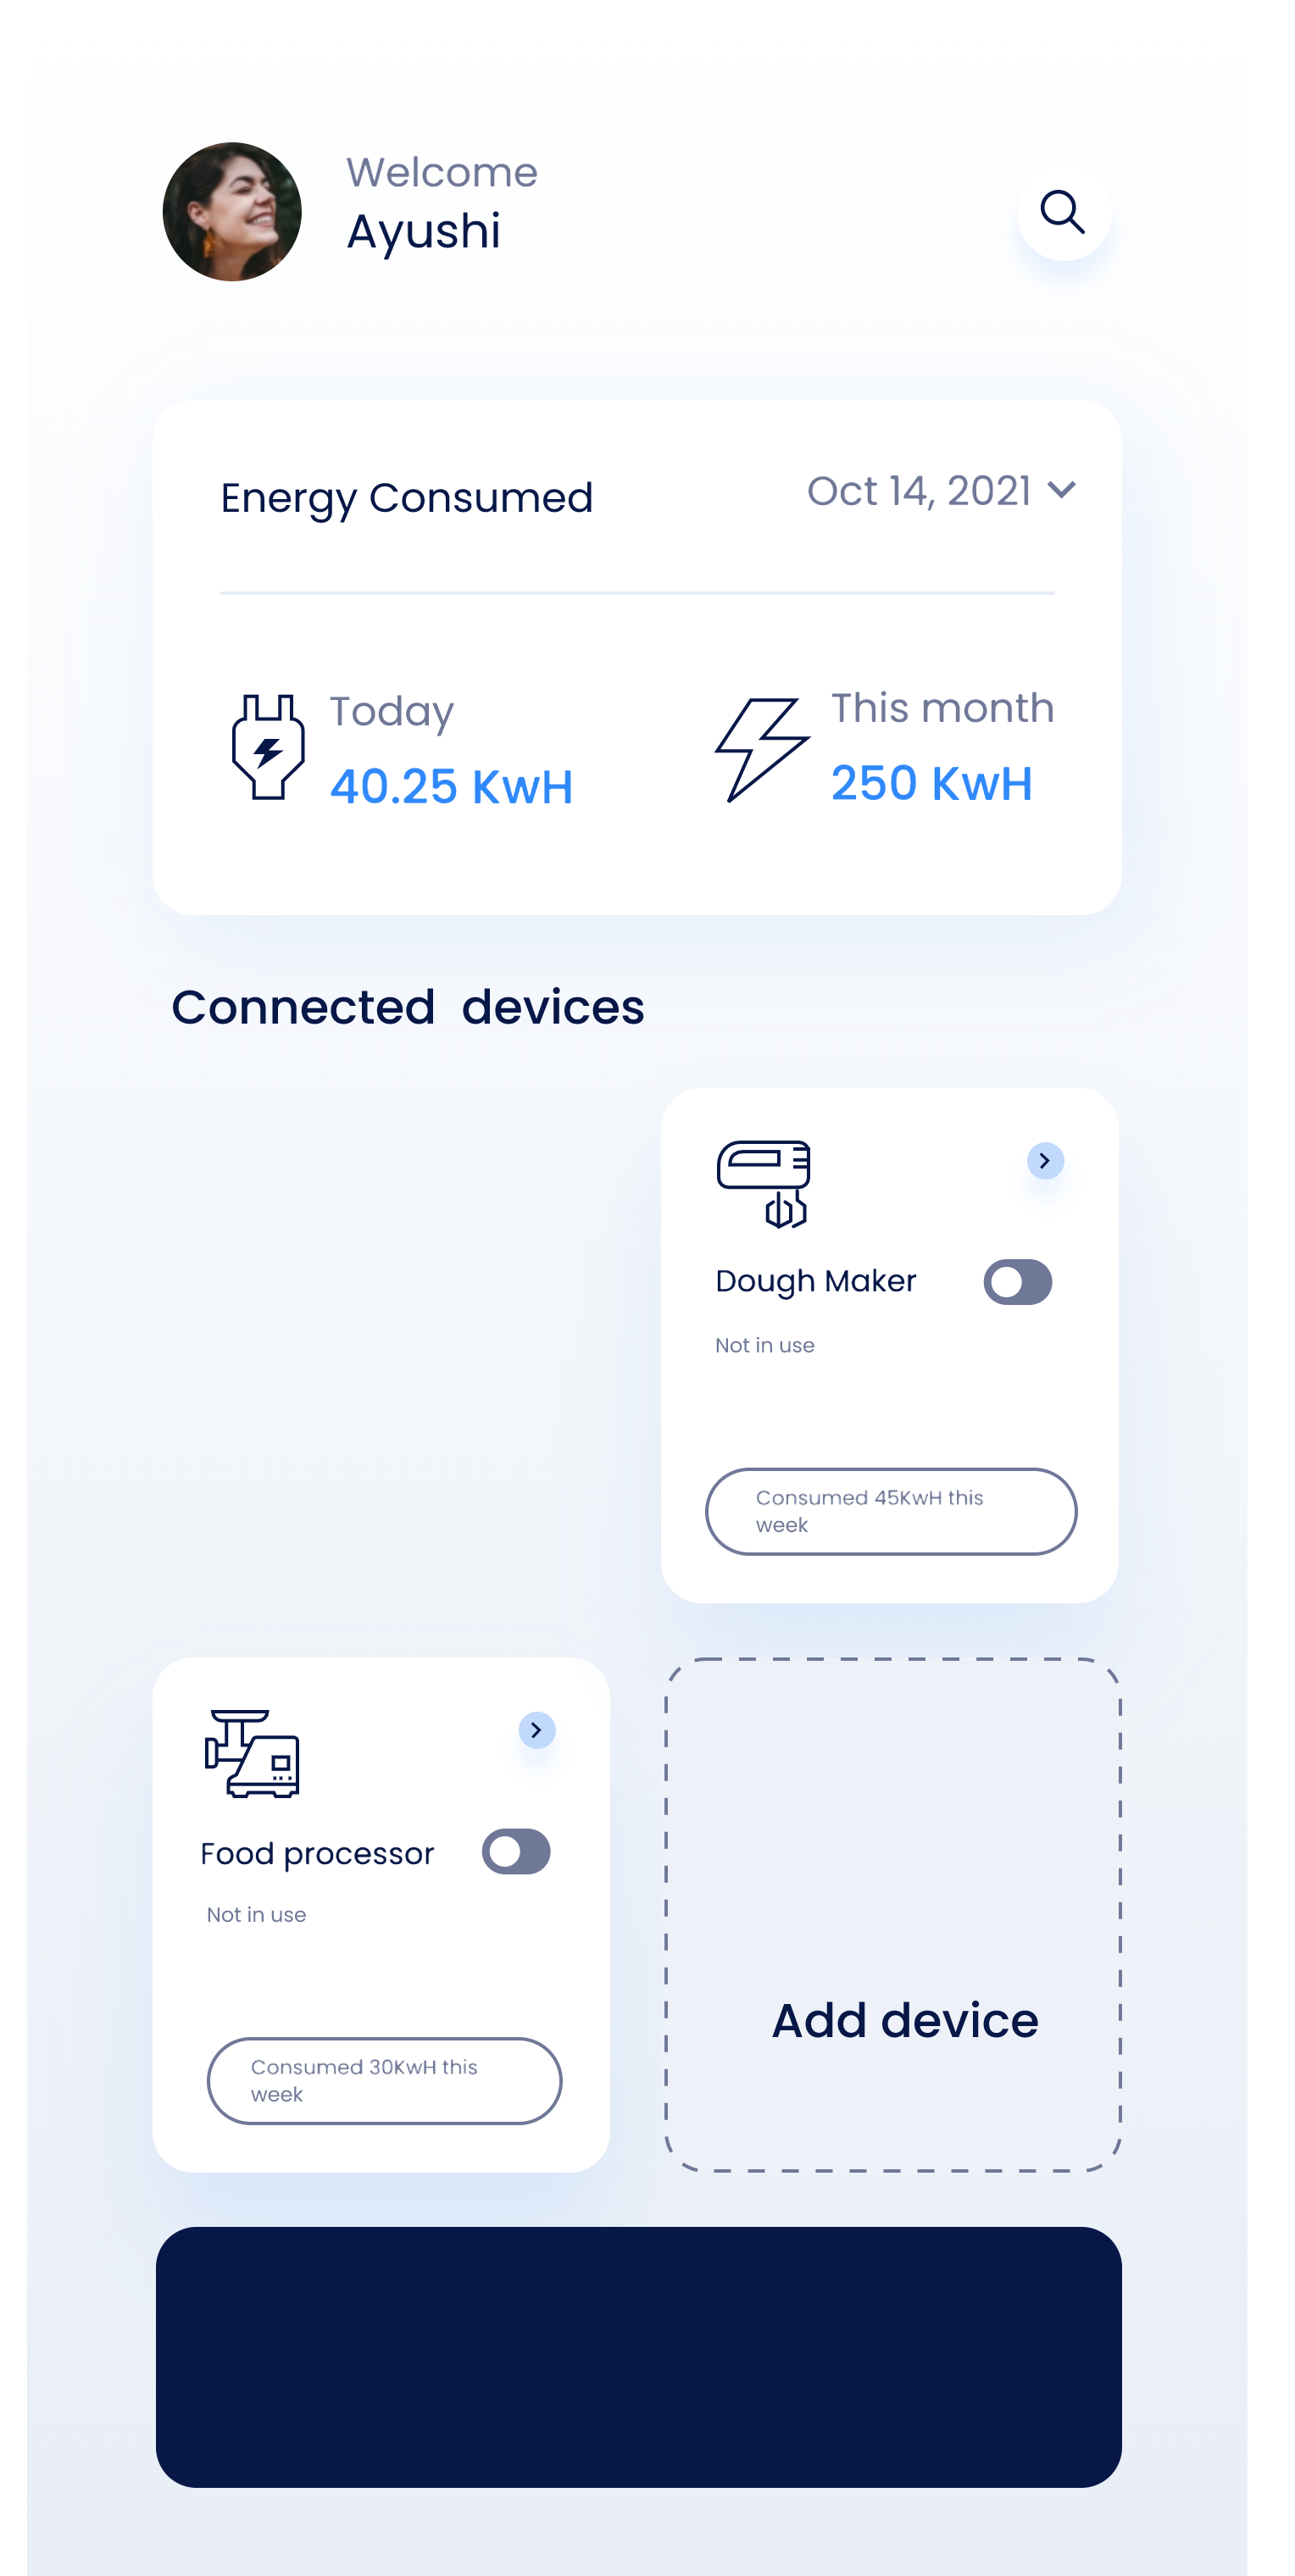 Welcome
Ayushi
Energy Consumed
Oct 14, 2021
Today
40.25 KwH
This month
250 KwH
Connected  devices
Dough Maker
Not in use
Consumed 45KwH this
week
Food processor
Not in use
Consumed 30KwH this
week
Add device